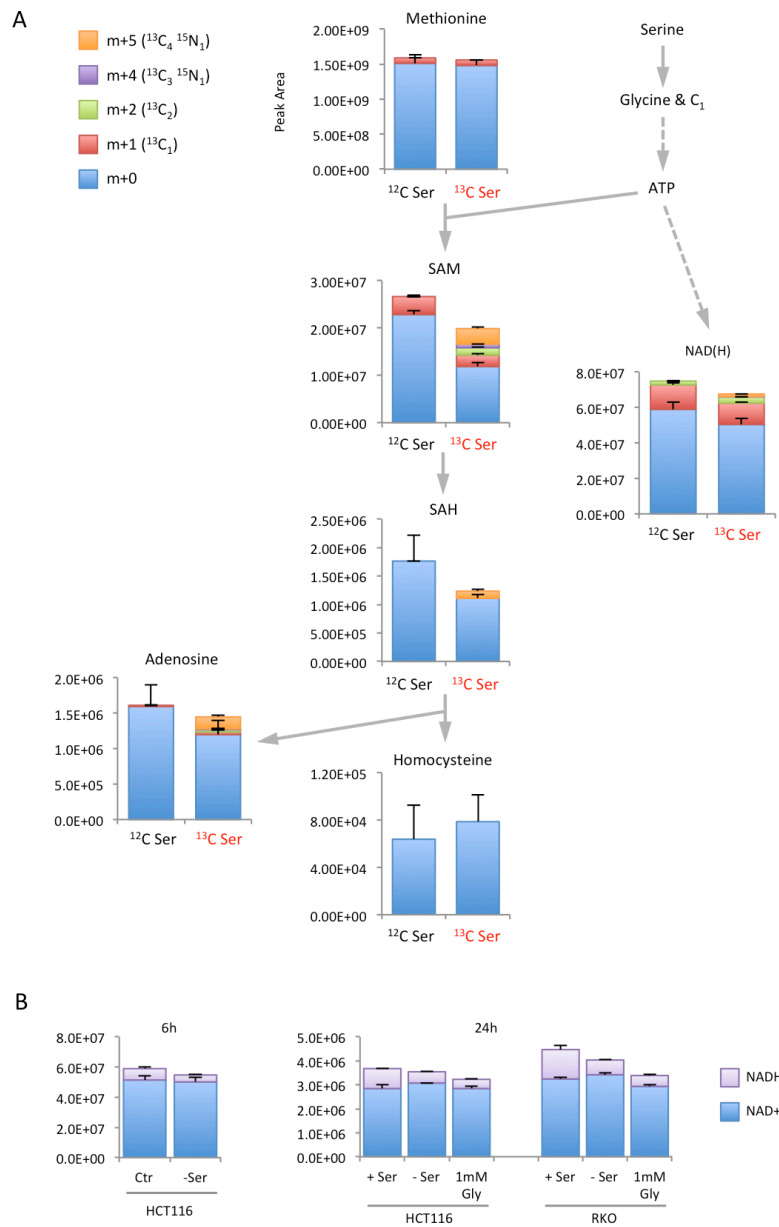 A
m+5 (¹³C₄ ¹⁵N₁)
m+4 (¹³C₃ ¹⁵N₁)
m+2 (¹³C₂)
m+1 (¹³C₁)
m+0
Methionine
Peak Area
2.00E+09
1.50E+09
1.00E+09
5.00E+08
0.00E+00
¹²C Ser
¹³C Ser
Serine
Glycine & C₁
ATP
SAM
3.00E+07
2.00E+07
1.00E+07
0.00E+00
¹²C Ser
¹³C Ser
NAD(H)
8.0E+07
6.0E+07
4.0E+07
2.0E+07
0.0E+00
¹²C Ser
¹³C Ser
SAH
2.50E+06
2.00E+06
1.50E+06
1.00E+06
5.00E+05
0.00E+00
¹²C Ser
¹³C Ser
Adenosine
2.0E+06
1.5E+06
1.0E+06
5.0E+05
0.0E+00
¹²C Ser
¹³C Ser
Homocysteine
1.20E+05
8.00E+04
4.00E+04
0.00E+00
¹²C Ser
¹³C Ser
B
6h
8.0E+07
6.0E+07
4.0E+07
2.0E+07
0.0E+00
Ctr
-Ser
HCT116
24h
5.0E+06
4.0E+06
3.0E+06
2.0E+06
1.0E+06
0.0E+00
+ Ser
- Ser
1mM
Gly
HCT116
+ Ser
- Ser
1mM
Gly
RKO
NADH
NAD+